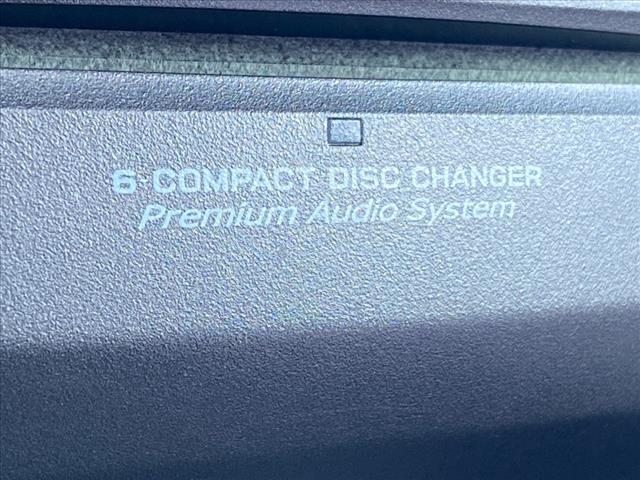 6-COMPACT DISC CHANGER
Premium Audio System